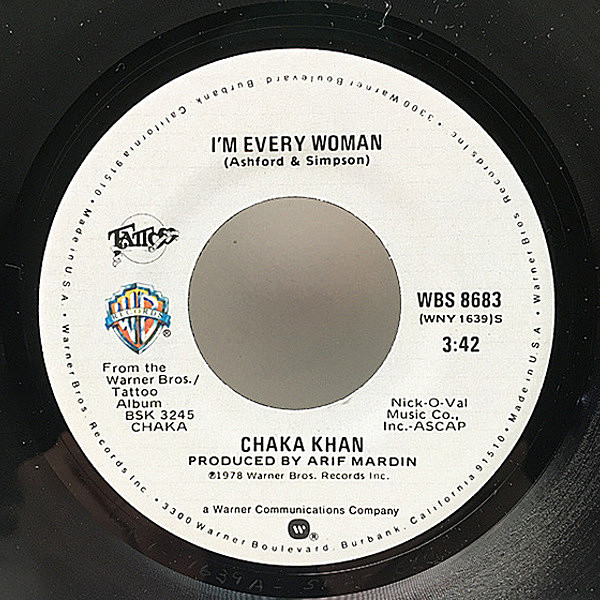 I'M EVERY WOMAN
(Ashford & Simpson)
TATTOO
WB
RECORDS
®
From the
Warner Bros./
Tattoo
Album
BSK 3245
CHAKA
WBS 8683
(WNY 1639)S
3:42
Nick-O-Val
Music Co.,
Inc.-ASCAP
CHAKA KHAN
PRODUCED BY ARIF MARDIN
℗1978 Warner Bros. Records Inc.
a Warner Communications Company
®
Warner Bros. Records Inc. • 3300 Warner Boulevard, Burbank, California 91510 • Made in U.S.A. •
Warner Bros. Records Inc. • 3300 Warner Boulevard, Burbank, California 91510 • Made in U.S.A. •